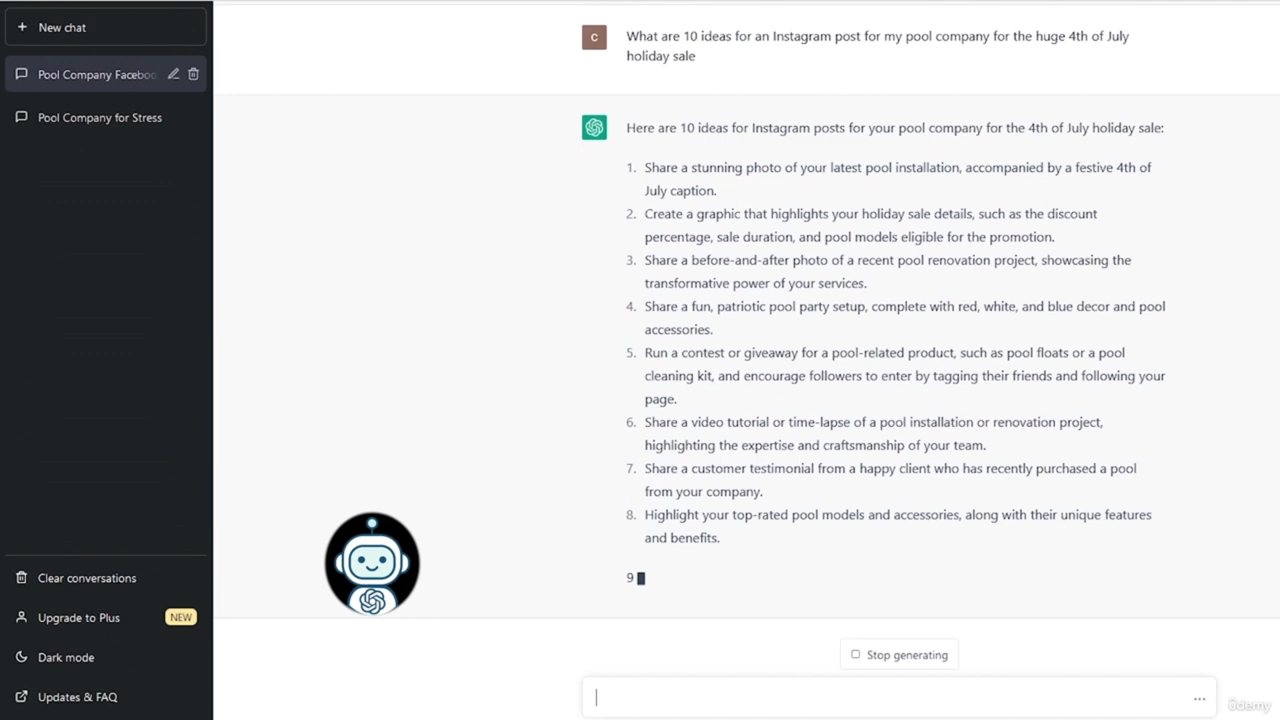 New chat
Pool Company Faceboo
Pool Company for Stress
Clear conversations
Upgrade to Plus
NEW
Dark mode
Updates & FAQ
C
What are 10 ideas for an Instagram post for my pool company for the huge 4th of July
holiday sale
Here are 10 ideas for Instagram posts for your pool company for the 4th of July holiday sale:
1. Share a stunning photo of your latest pool installation, accompanied by a festive 4th of
July caption.
2. Create a graphic that highlights your holiday sale details, such as the discount
percentage, sale duration, and pool models eligible for the promotion.
3. Share a before-and-after photo of a recent pool renovation project, showcasing the
transformative power of your services.
4. Share a fun, patriotic pool party setup, complete with red, white, and blue decor and pool
accessories.
5. Run a contest or giveaway for a pool-related product, such as pool floats or a pool
cleaning kit, and encourage followers to enter by tagging their friends and following your
page.
6. Share a video tutorial or time-lapse of a pool installation or renovation project,
highlighting the expertise and craftsmanship of your team.
7. Share a customer testimonial from a happy client who has recently purchased a pool
from your company.
8. Highlight your top-rated pool models and accessories, along with their unique features
and benefits.
9
Stop generating
ûdemy